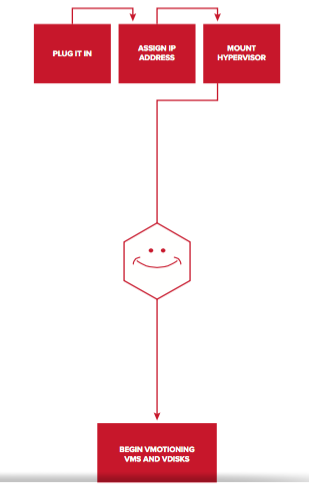 PLUG IT IN
ASSIGN IP
ADDRESS
MOUNT
HYPERVISOR
BEGIN VMOTIONING
VMS AND VDISKS